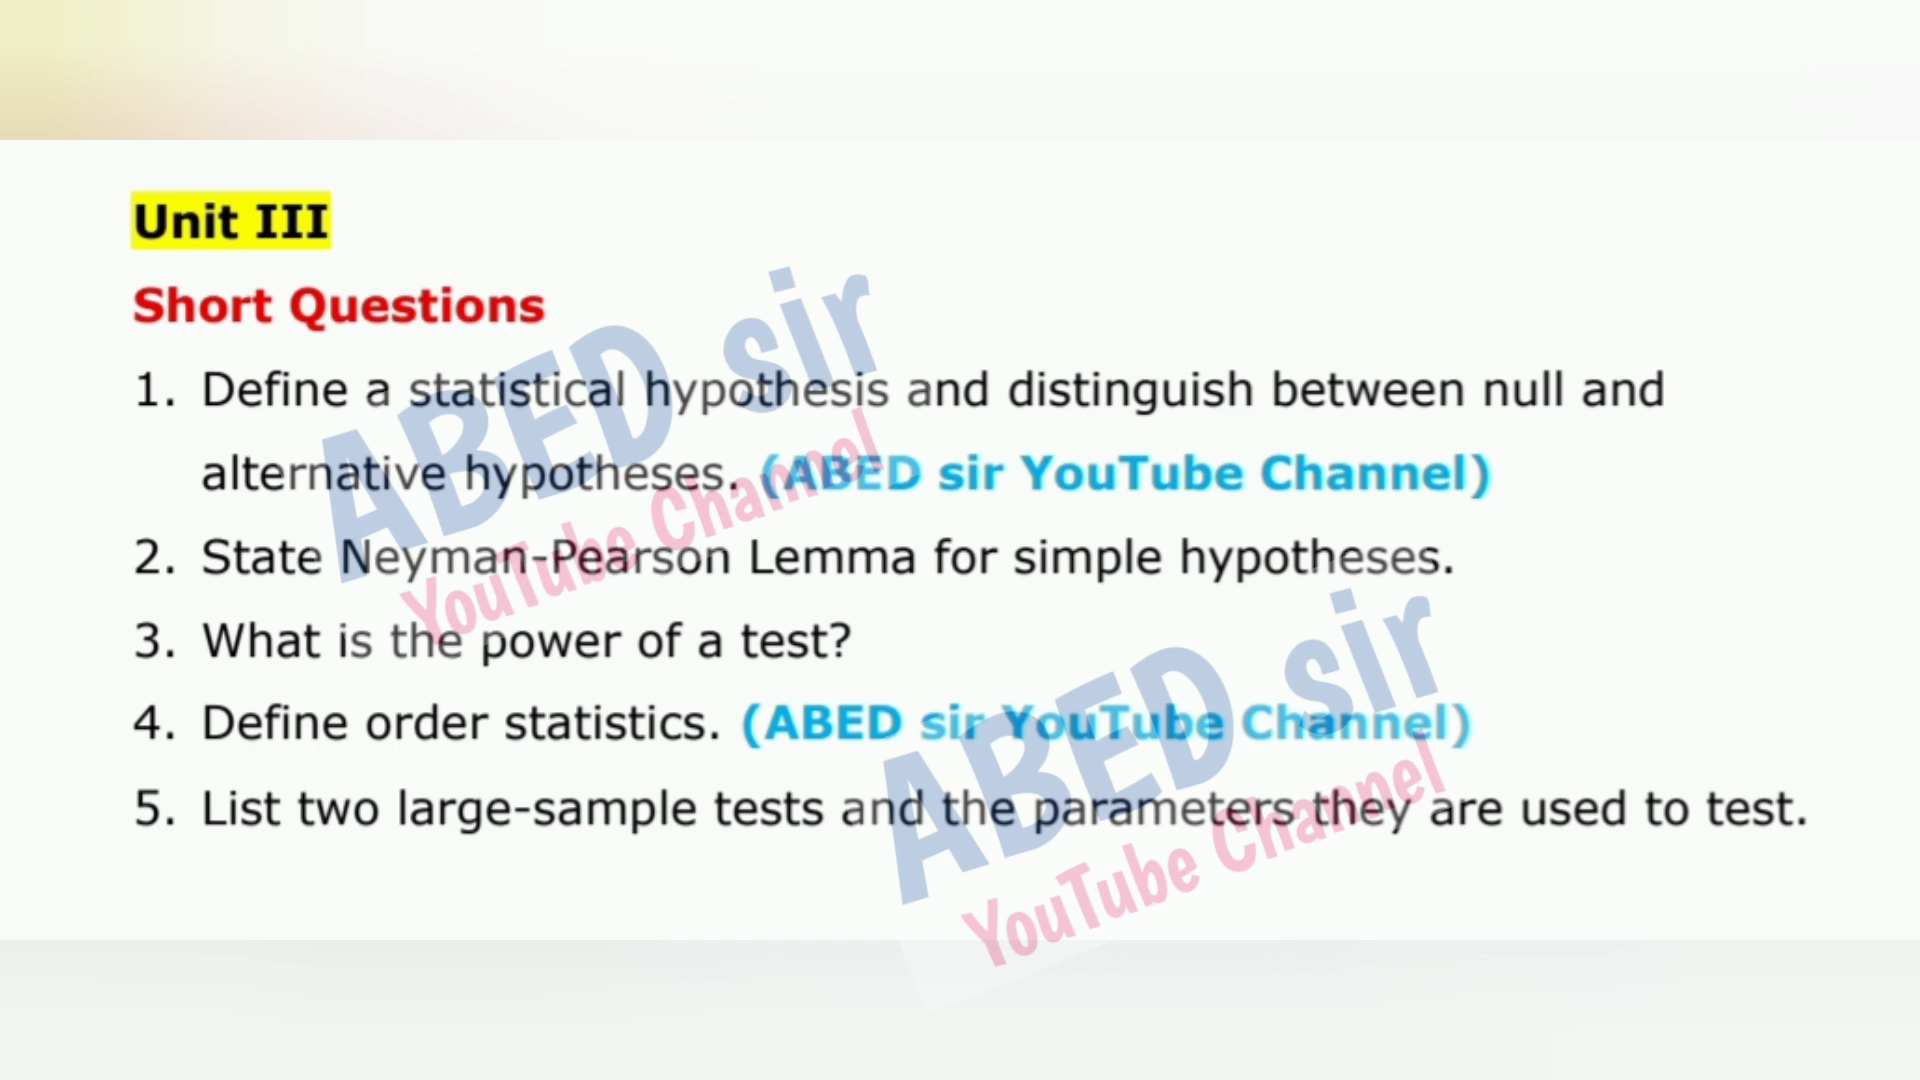 Unit III
Short Questions
1. Define a statistical hypothesis and distinguish between null and
alternative hypotheses. (ABED sir YouTube Channel)
2. State Neyman-Pearson Lemma for simple hypotheses.
3. What is the power of a test?
4. Define order statistics. (ABED sir YouTube Channel)
5. List two large-sample tests and the parameters they are used to test.
ABED sir
YouTube Channel
ABED sir
YouTube Channel